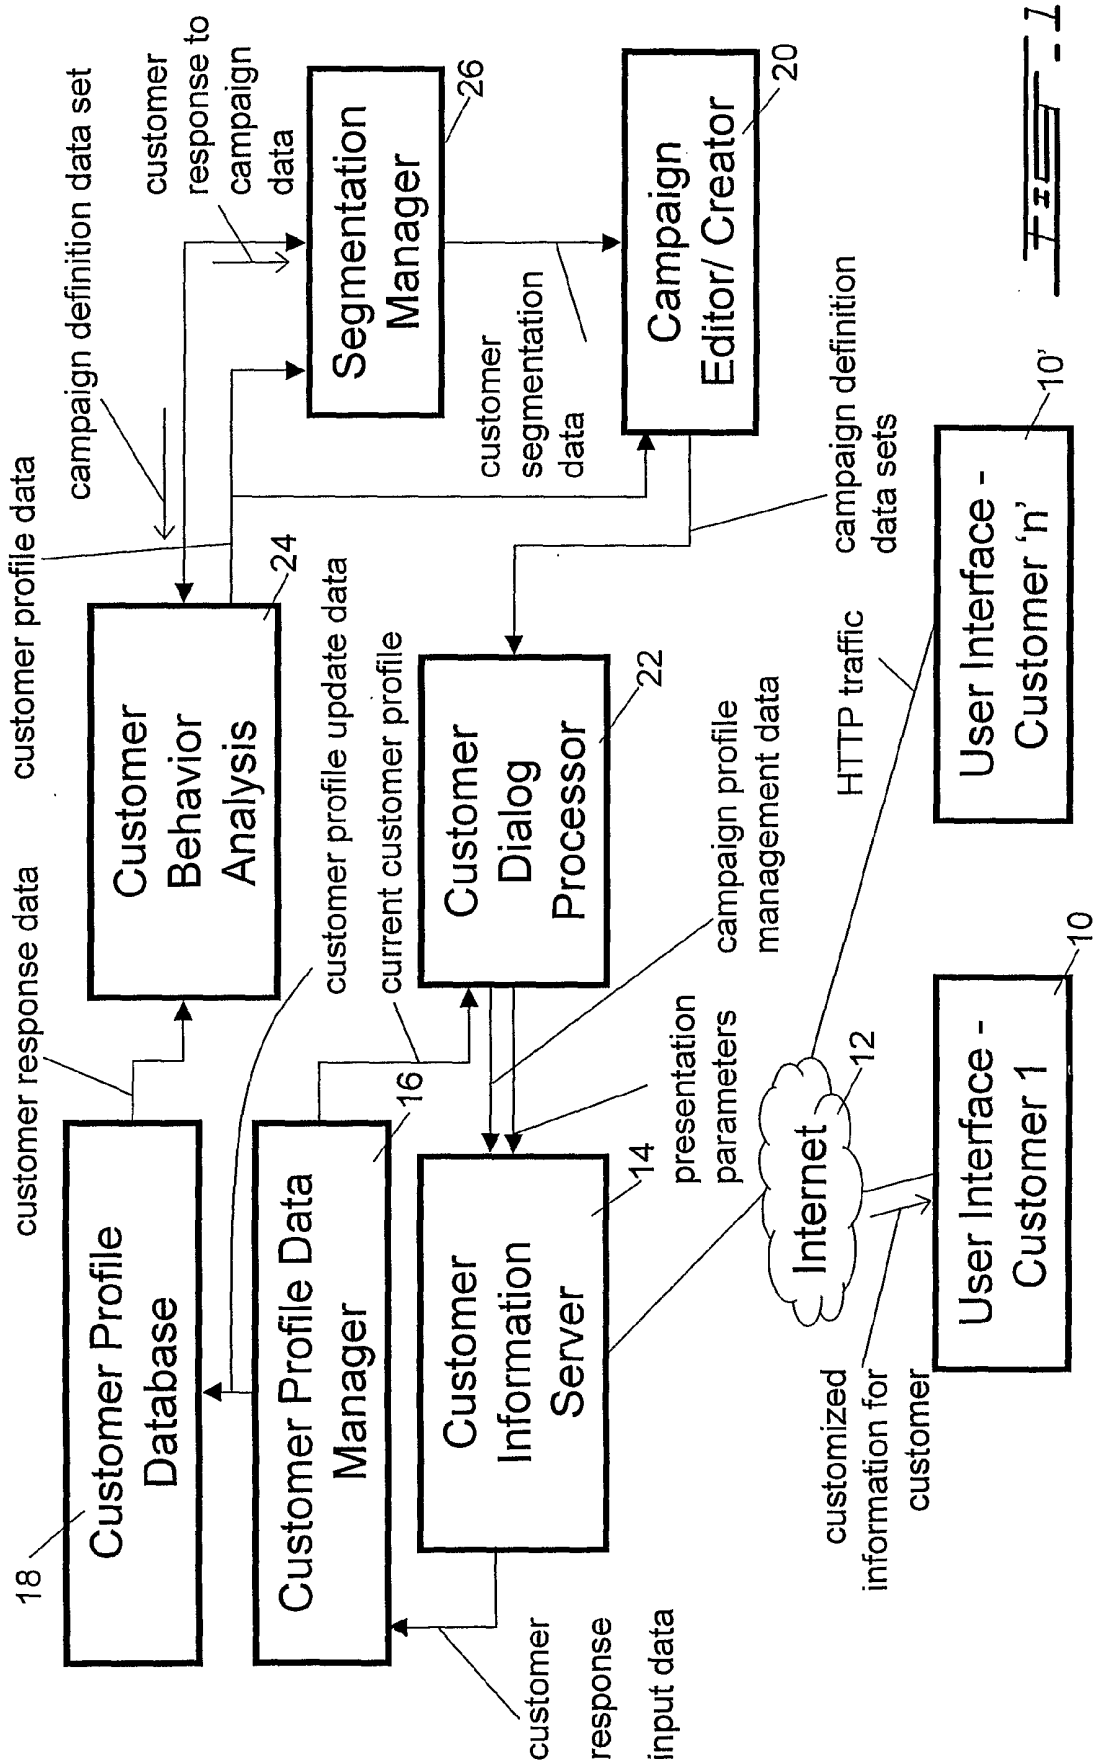 customer response data
customer profile data
campaign definition data set
customer
response to
campaign
data
18
Customer Profile
Database
Customer
Behavior
Analysis
24
Segmentation
Manager
26
customer profile update data
current customer profile
Customer Profile Data
Manager
16
customer
segmentation
data
Customer
Information
Server
14
Customer
Dialog
Processor
22
Campaign
Editor/ Creator
20
customer
response
input data
presentation
parameters
campaign profile
management data
campaign definition
data sets
Internet
12
HTTP traffic
customized
information for
customer
User Interface -
Customer 1
10
User Interface -
Customer 'n'
10'
FIG-1